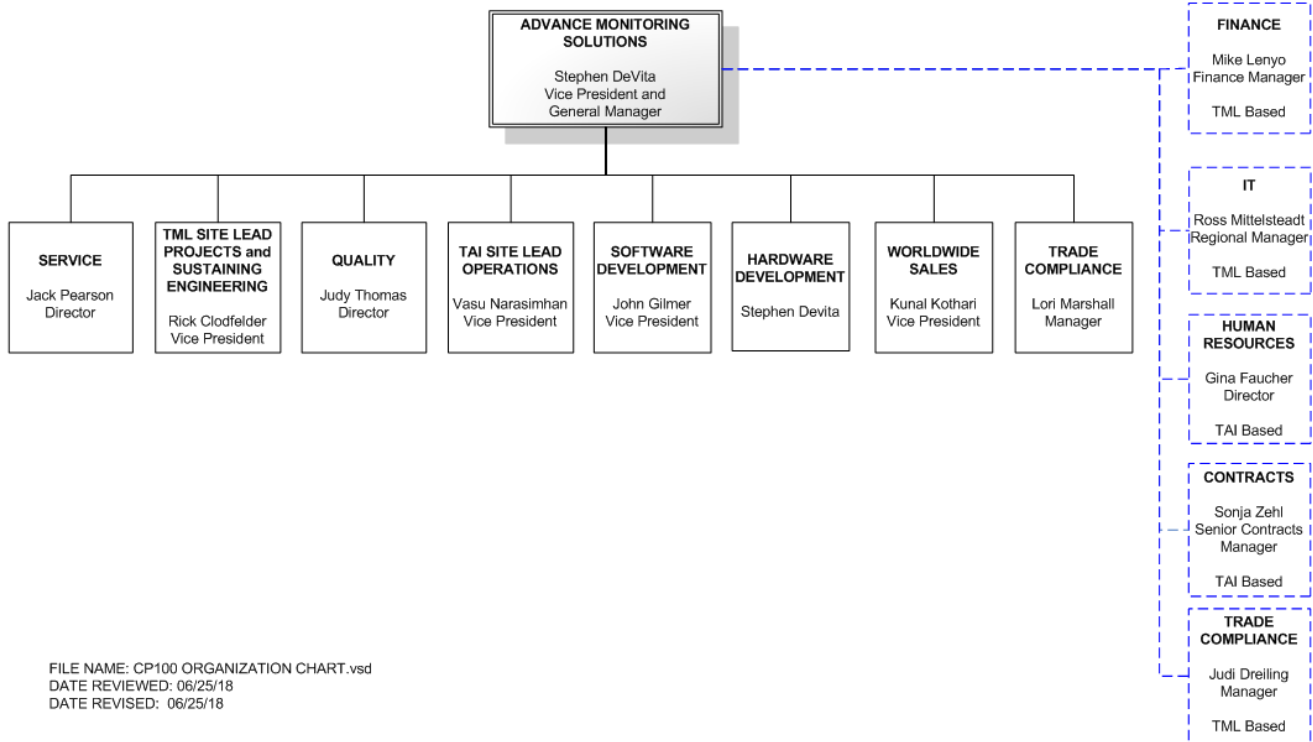 ADVANCE MONITORING
SOLUTIONS
Stephen DeVita
Vice President and
General Manager
SERVICE
Jack Pearson
Director
TML SITE LEAD
PROJECTS and
SUSTAINING
ENGINEERING
Rick Clodfelder
Vice President
QUALITY
Judy Thomas
Director
TAI SITE LEAD
OPERATIONS
Vasu Narasimhan
Vice President
SOFTWARE
DEVELOPMENT
John Gilmer
Vice President
HARDWARE
DEVELOPMENT
Stephen Devita
WORLDWIDE
SALES
Kunal Kothari
Vice President
TRADE
COMPLIANCE
Lori Marshall
Manager
FINANCE
Mike Lenyo
Finance Manager
TML Based
IT
Ross Mittelsteadt
Regional Manager
TML Based
HUMAN
RESOURCES
Gina Faucher
Director
TAI Based
CONTRACTS
Sonja Zehl
Senior Contracts
Manager
TAI Based
TRADE
COMPLIANCE
Judi Dreiling
Manager
TML Based
FILE NAME: CP100 ORGANIZATION CHART.vsd
DATE REVIEWED: 06/25/18
DATE REVISED: 06/25/18